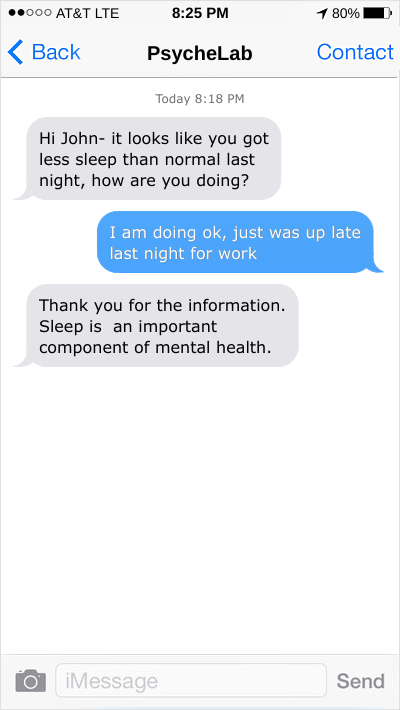 AT&T LTE 8:25 PM 80%
Back PsycheLab Contact
Today 8:18 PM
Hi John- it looks like you got
less sleep than normal last
night, how are you doing?
I am doing ok, just was up late
last night for work
Thank you for the information.
Sleep is  an important
component of mental health.
iMessage Send